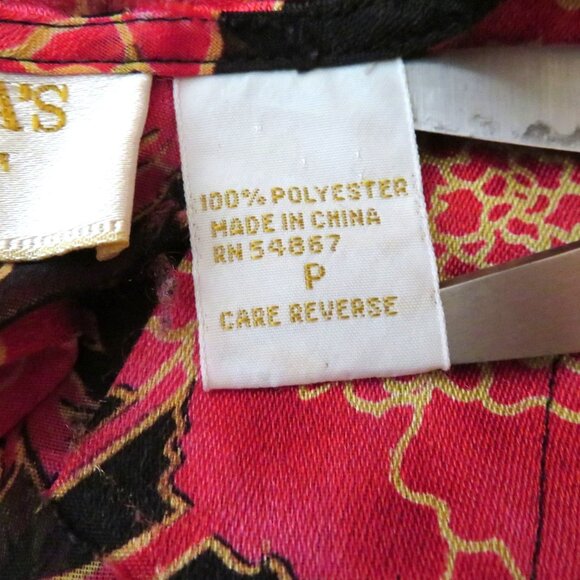 A'S
100% POLYESTER
MADE IN CHINA
RN 54867
P
CARE REVERSE